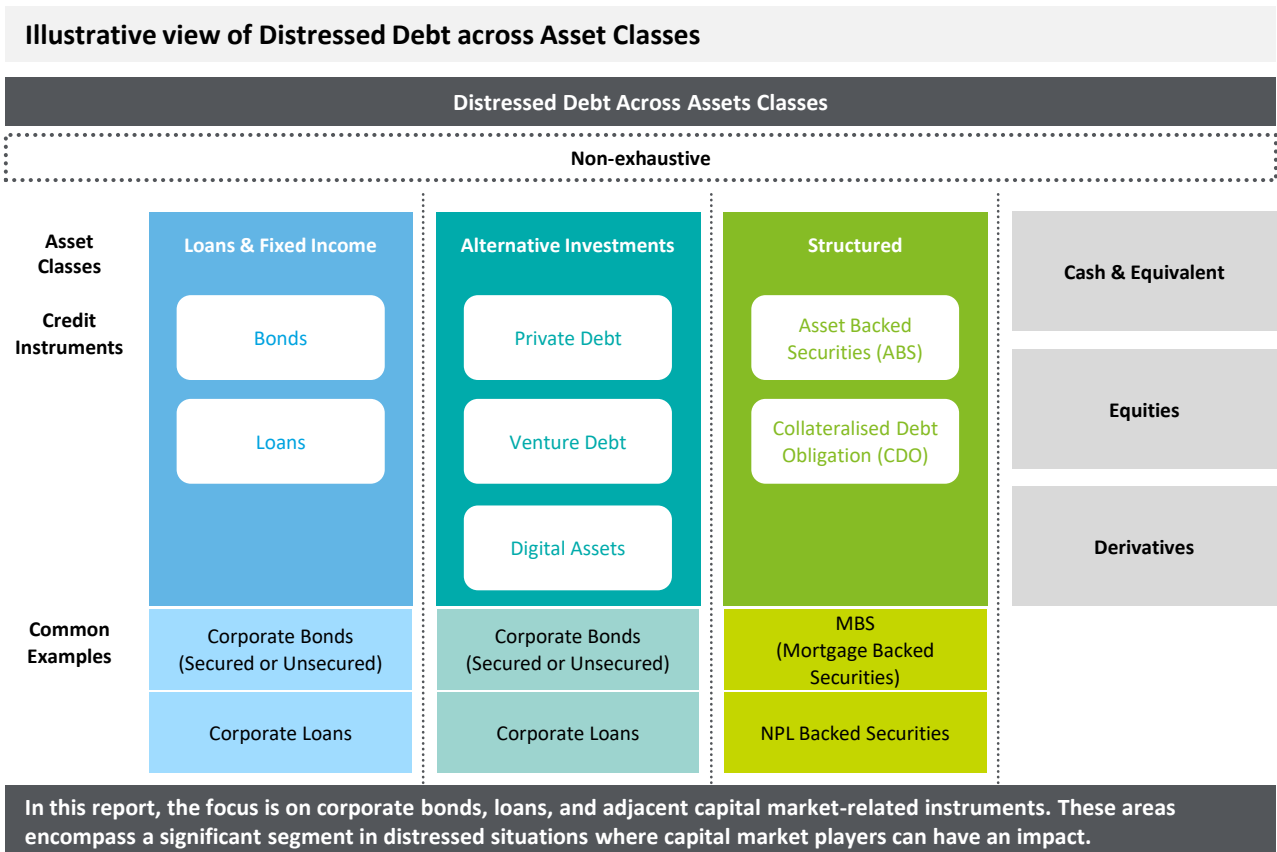 Illustrative view of Distressed Debt across Asset Classes
Distressed Debt Across Assets Classes
Non-exhaustive
Asset
Classes
Loans & Fixed Income
Alternative Investments
Structured
Cash & Equivalent
Credit
Instruments
Bonds
Private Debt
Asset Backed
Securities (ABS)
Loans
Venture Debt
Collateralised Debt
Obligation (CDO)
Equities
Digital Assets
Derivatives
Common
Examples
Corporate Bonds
(Secured or Unsecured)
Corporate Bonds
(Secured or Unsecured)
MBS
(Mortgage Backed
Securities)
Corporate Loans
Corporate Loans
NPL Backed Securities
In this report, the focus is on corporate bonds, loans, and adjacent capital market-related instruments. These areas
encompass a significant segment in distressed situations where capital market players can have an impact.